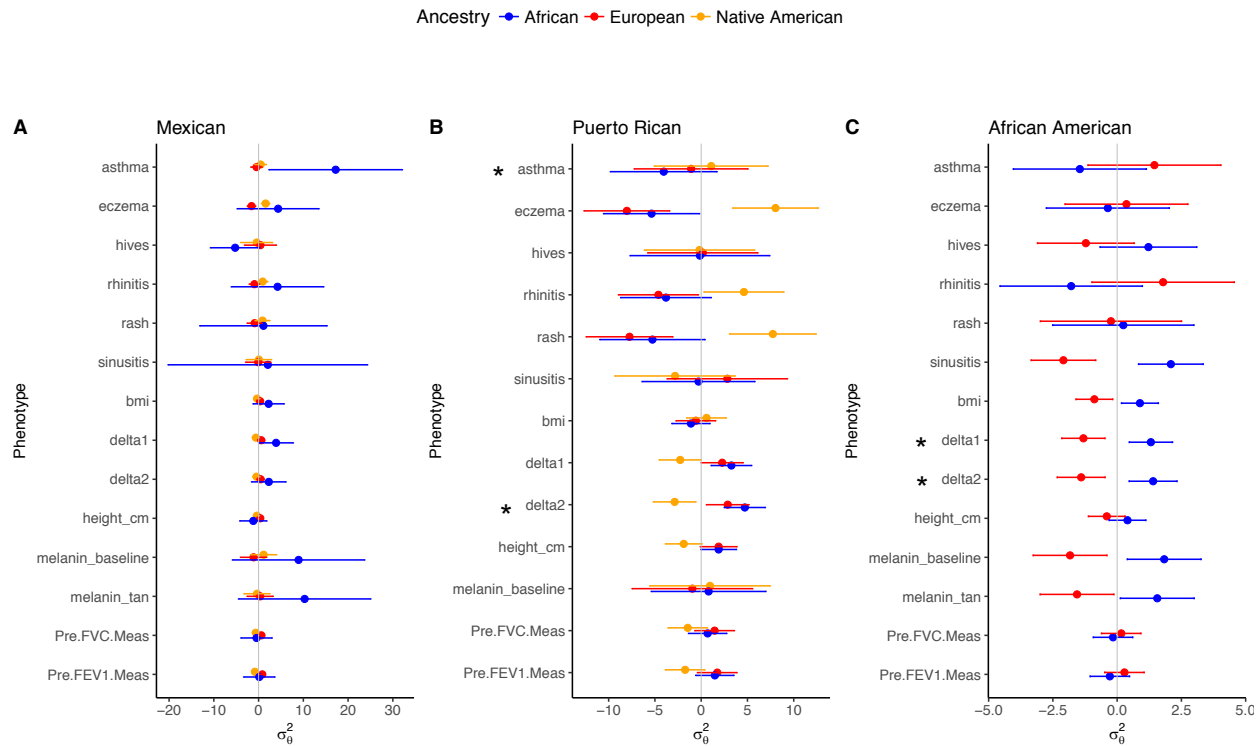 Ancestry African European Native American
A Mexican
asthma
eczema
hives
rhinitis
rash
sinusitis
bmi
delta1
delta2
height_cm
melanin_baseline
melanin_tan
Pre.FVC.Meas
Pre.FEV1.Meas
Phenotype
−20 −10 0 10 20 30
σ²θ
B Puerto Rican
* asthma
eczema
hives
rhinitis
rash
sinusitis
bmi
delta1
* delta2
height_cm
melanin_baseline
Pre.FVC.Meas
Pre.FEV1.Meas
Phenotype
−10 −5 0 5 10
σ²θ
C African American
asthma
eczema
hives
rhinitis
rash
sinusitis
bmi
* delta1
* delta2
height_cm
melanin_baseline
melanin_tan
Pre.FVC.Meas
Pre.FEV1.Meas
Phenotype
−5.0 −2.5 0.0 2.5 5.0
σ²θ